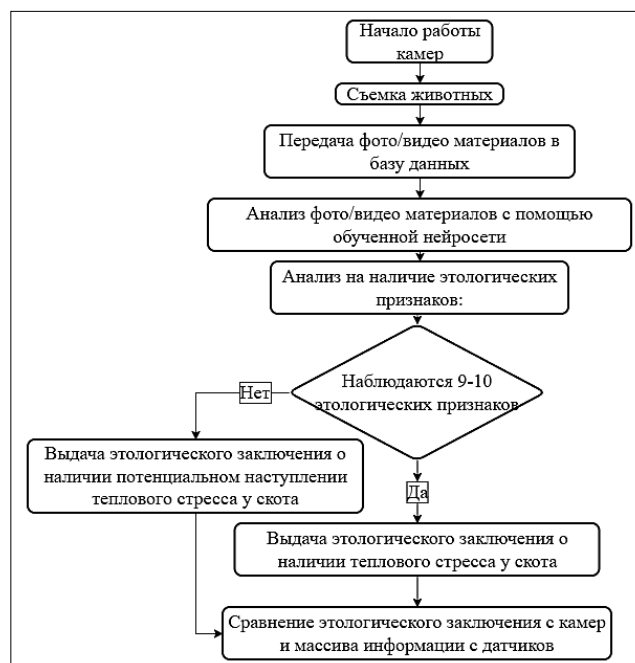 Начало работы
камер
Съемка животных
Передача фото/видео материалов в
базу данных
Анализ фото/видео материалов с помощью
обученной нейросети
Анализ на наличие этологических
признаков:
Наблюдаются 9-10
этологических признаков
Нет
Выдача этологического заключения о
наличии потенциальном наступлении
теплового стресса у скота
Да
Выдача этологического заключения о
наличии теплового стресса у скота
Сравнение этологического заключения с камер
и массива информации с датчиков